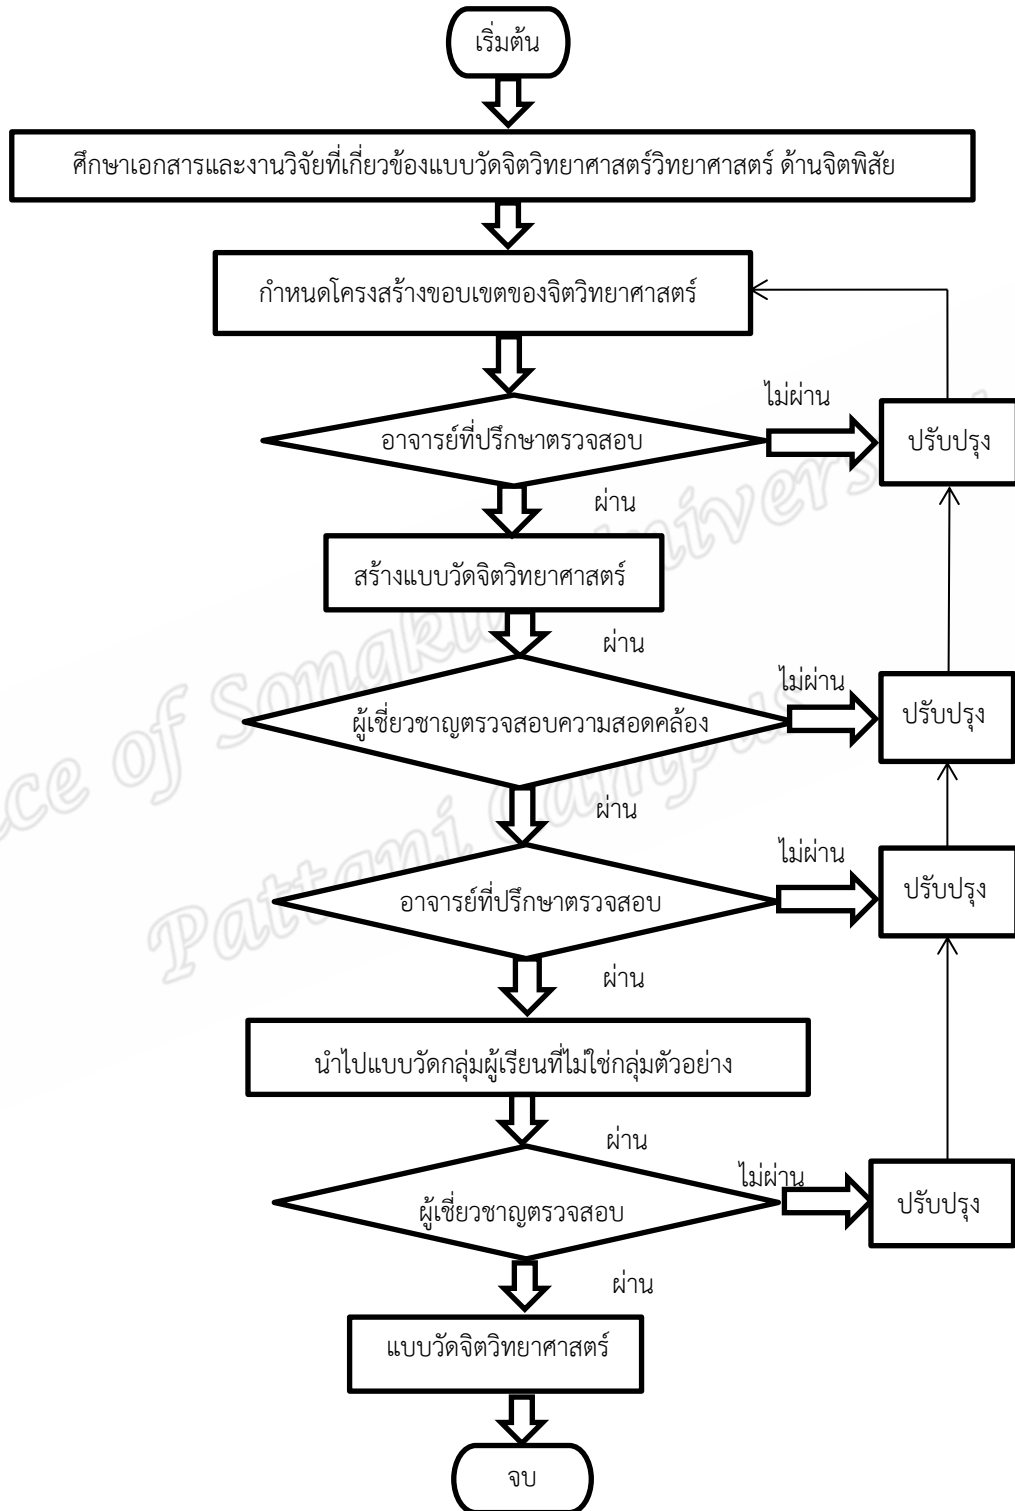 เริ่มต้น
ศึกษาเอกสารและงานวิจัยที่เกี่ยวข้องแบบวัดจิตวิทยาศาสตร์วิทยาศาสตร์ ด้านจิตพิสัย
กำหนดโครงสร้างขอบเขตของจิตวิทยาศาสตร์
ไม่ผ่าน
อาจารย์ที่ปรึกษาตรวจสอบ
ปรับปรุง
ผ่าน
สร้างแบบวัดจิตวิทยาศาสตร์
ผ่าน
ไม่ผ่าน
ผู้เชี่ยวชาญตรวจสอบความสอดคล้อง
ปรับปรุง
ผ่าน
ไม่ผ่าน
อาจารย์ที่ปรึกษาตรวจสอบ
ปรับปรุง
ผ่าน
นำไปแบบวัดกลุ่มผู้เรียนที่ไม่ใช่กลุ่มตัวอย่าง
ผ่าน
ไม่ผ่าน
ผู้เชี่ยวชาญตรวจสอบ
ปรับปรุง
ผ่าน
แบบวัดจิตวิทยาศาสตร์
จบ
of Songkla
Pattani Campus